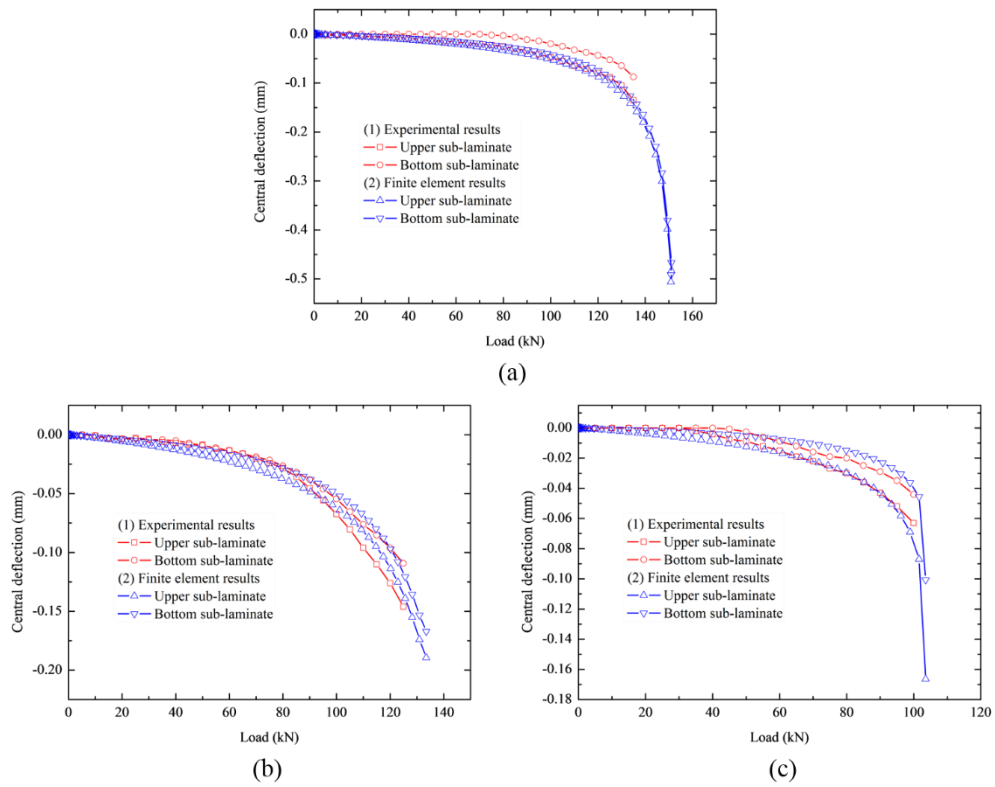 0.0
-0.1
-0.2
-0.3
-0.4
-0.5
Central deflection (mm)
(1) Experimental results
Upper sub-laminate
Bottom sub-laminate
(2) Finite element results
Upper sub-laminate
Bottom sub-laminate
0 20 40 60 80 100 120 140 160
Load (kN)
(a)
0.00
-0.05
-0.10
-0.15
-0.20
Central deflection (mm)
(1) Experimental results
Upper sub-laminate
Bottom sub-laminate
(2) Finite element results
Upper sub-laminate
Bottom sub-laminate
0 20 40 60 80 100 120 140
Load (kN)
(b)
0.00
-0.02
-0.04
-0.06
-0.08
-0.10
-0.12
-0.14
-0.16
-0.18
Central deflection (mm)
(1) Experimental results
Upper sub-laminate
Bottom sub-laminate
(2) Finite element results
Upper sub-laminate
Bottom sub-laminate
0 20 40 60 80 100 120
Load (kN)
(c)